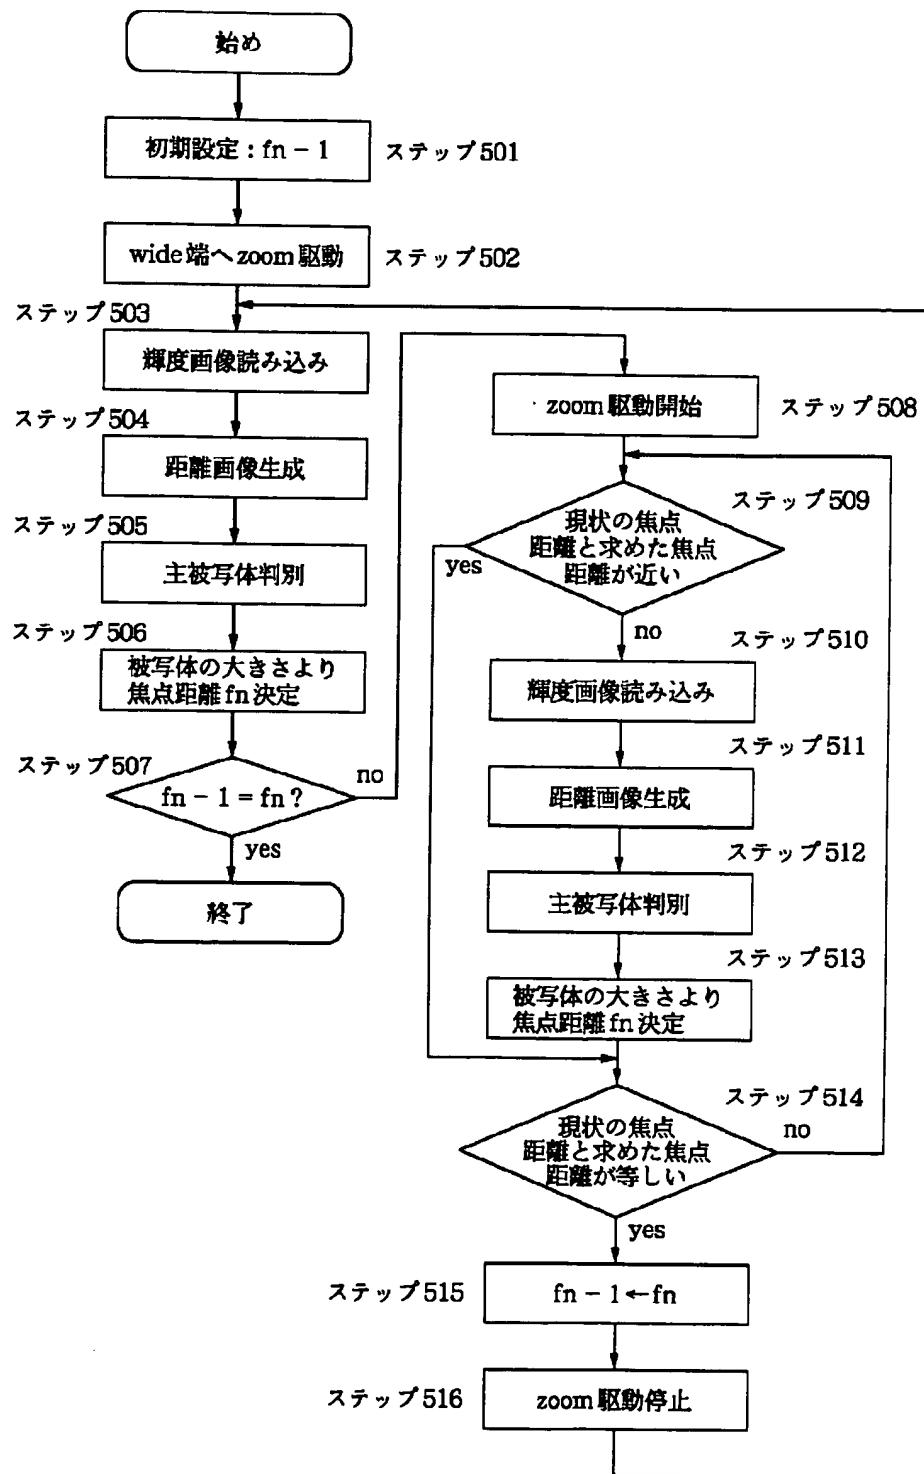 始め
初期設定：fn－1
ステップ501
wide端へzoom駆動
ステップ502
ステップ503
輝度画像読み込み
ステップ504
距離画像生成
ステップ505
主被写体判別
ステップ506
被写体の大きさより
焦点距離fn決定
ステップ507
fn－1＝fn？
no
yes
終了
zoom駆動開始
ステップ508
ステップ509
現状の焦点
距離と求めた焦点
距離が近い
yes
no
ステップ510
輝度画像読み込み
ステップ511
距離画像生成
ステップ512
主被写体判別
ステップ513
被写体の大きさより
焦点距離fn決定
ステップ514
現状の焦点
距離と求めた焦点
距離が等しい
no
yes
ステップ515
fn－1←fn
ステップ516
zoom駆動停止